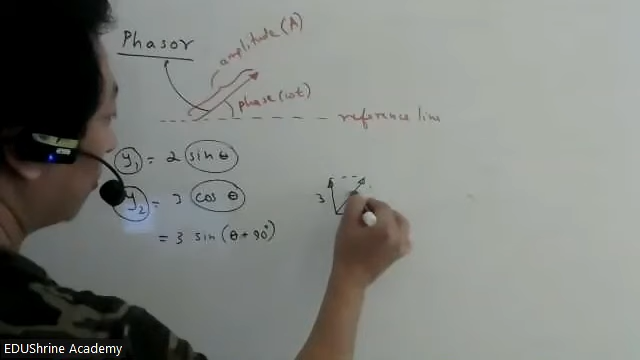 Phasor
amplitude (A)
phase (ωt)
reference line
y₁ = 2 sin θ
y₂ = 3 cos θ
= 3 sin (θ + 90°)
3
EDUShrine Academy